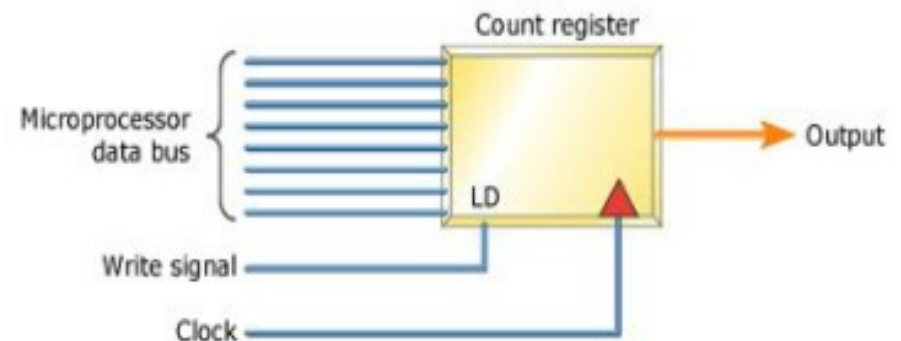 Count register
Microprocessor
data bus
Output
LD
Write signal
Clock